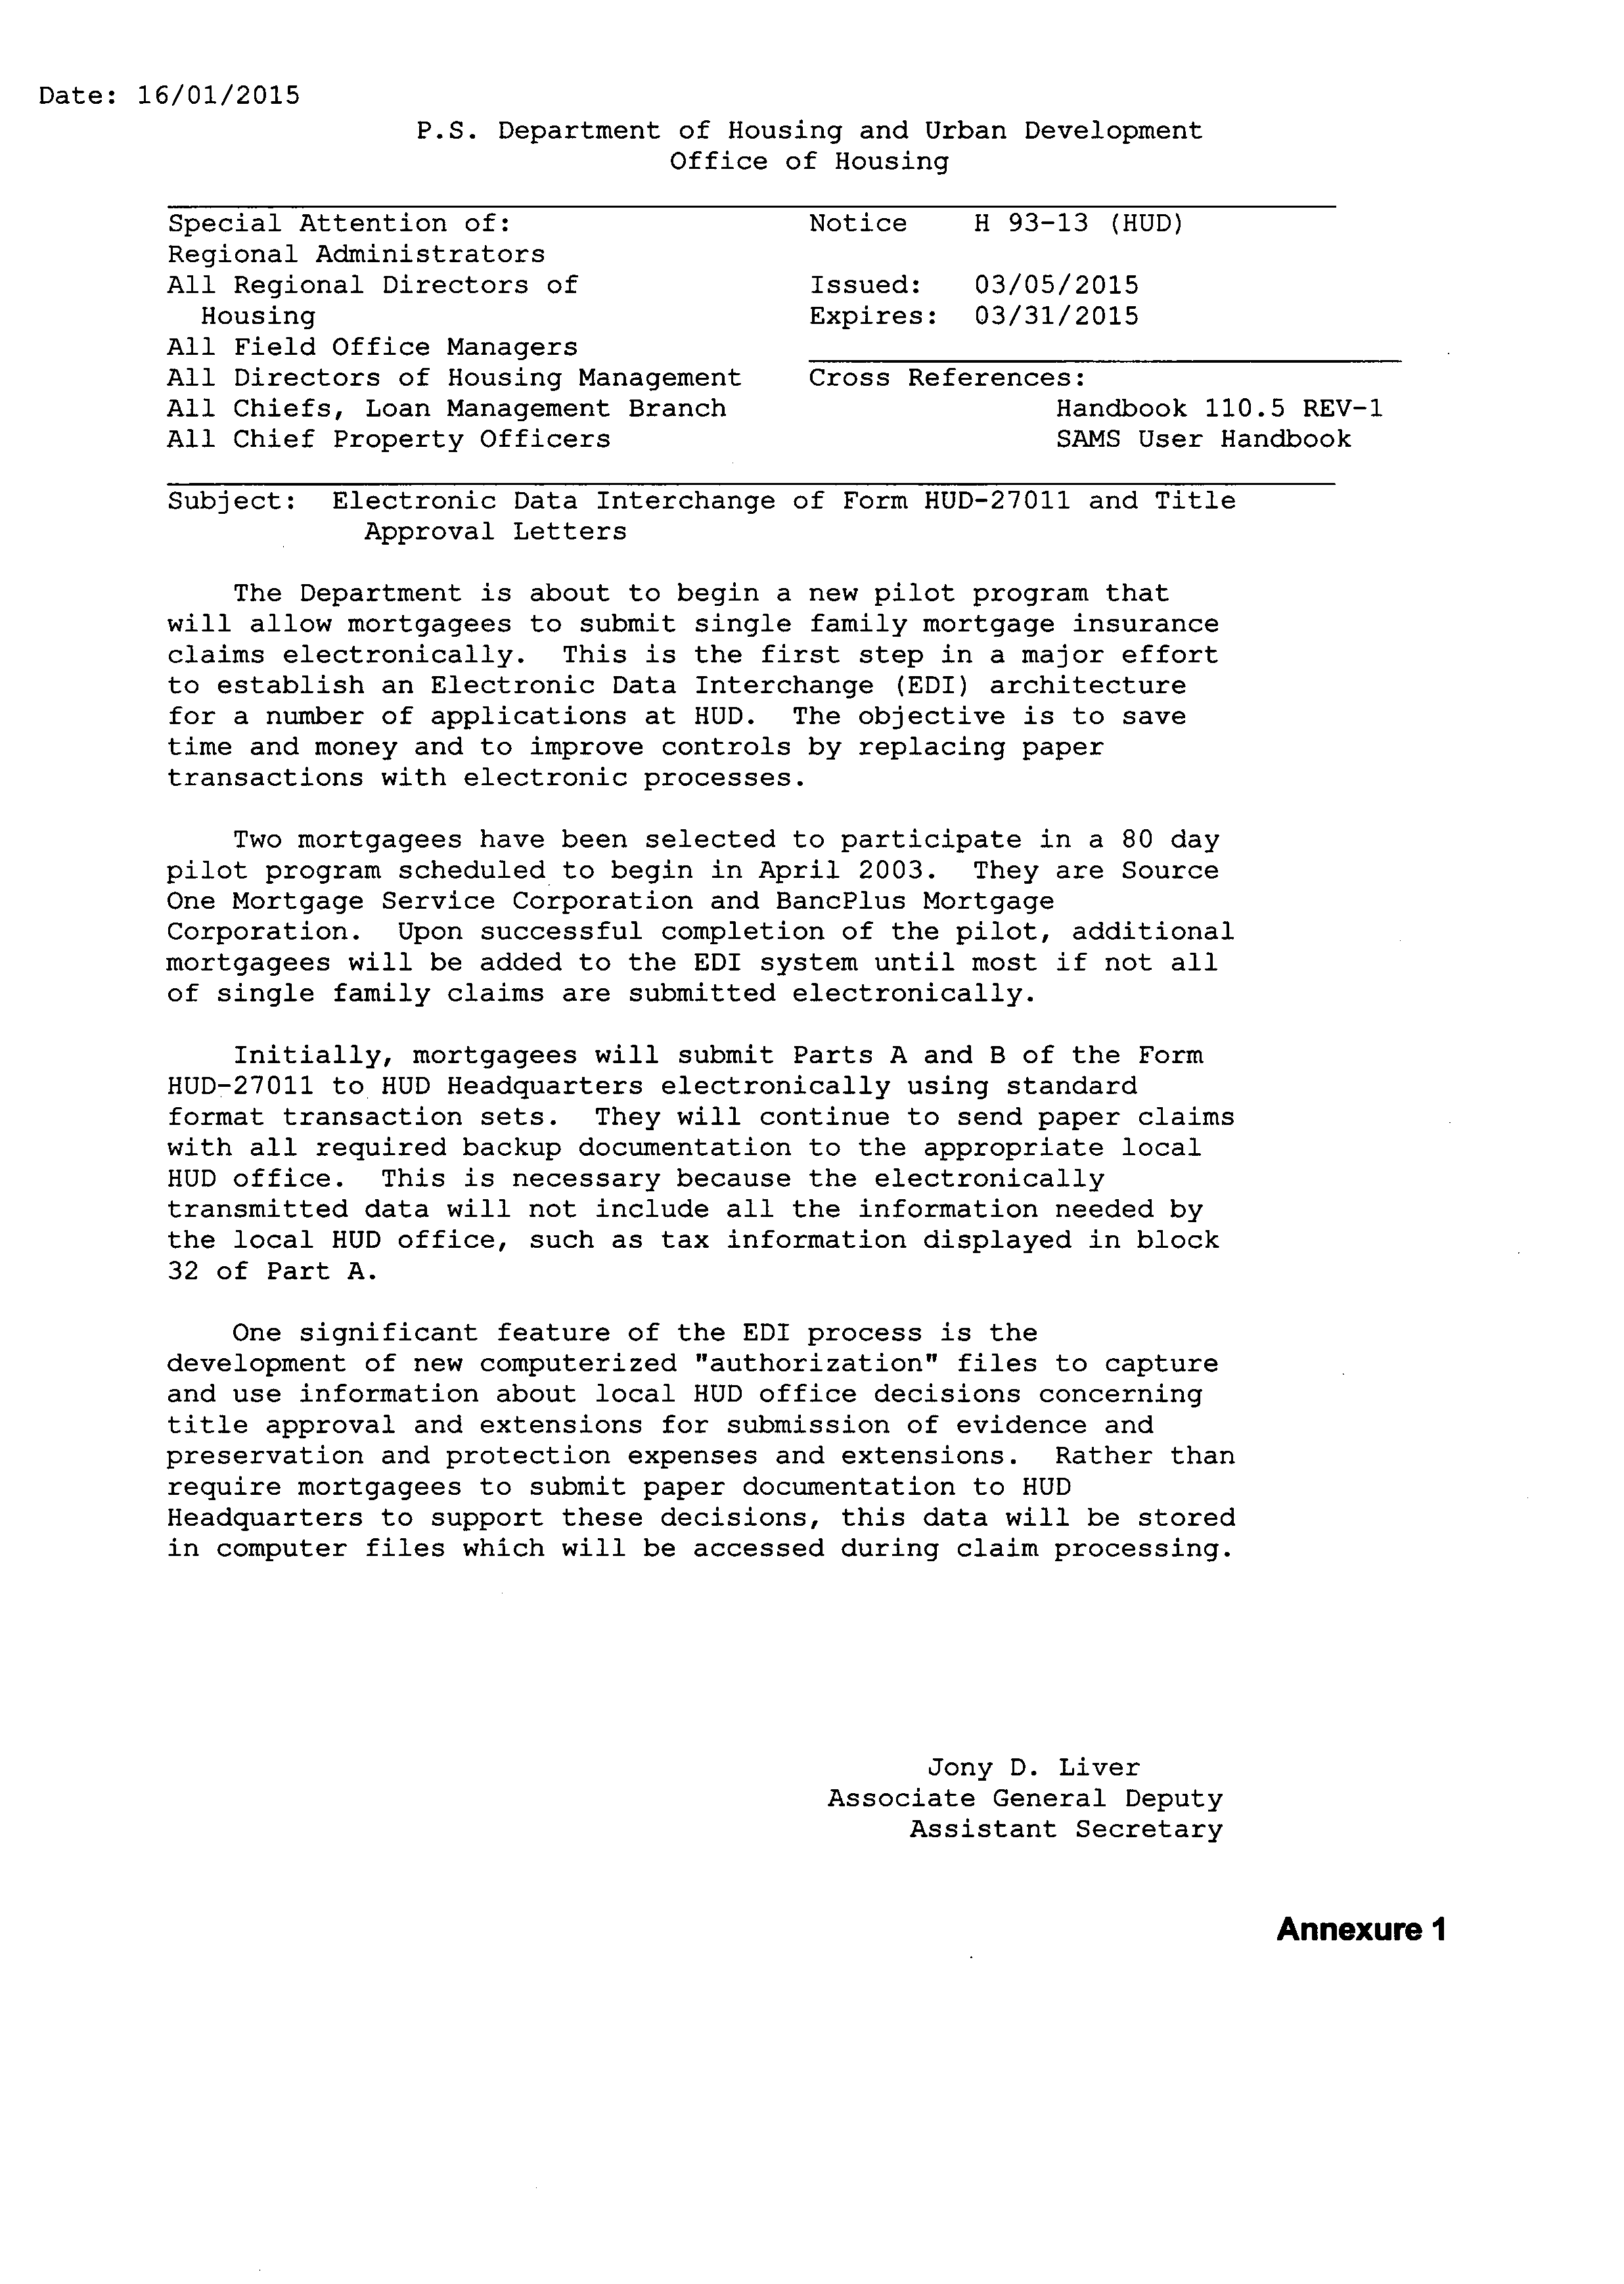 Date: 16/01/2015
P.S. Department of Housing and Urban Development
Office of Housing
Special Attention of: Notice H 93-13 (HUD)
Regional Administrators
All Regional Directors of Issued: 03/05/2015
Housing Expires: 03/31/2015
All Field Office Managers
All Directors of Housing Management Cross References:
All Chiefs, Loan Management Branch Handbook 110.5 REV-1
All Chief Property Officers SAMS User Handbook
Subject: Electronic Data Interchange of Form HUD-27011 and Title
Approval Letters
The Department is about to begin a new pilot program that
will allow mortgagees to submit single family mortgage insurance
claims electronically. This is the first step in a major effort
to establish an Electronic Data Interchange (EDI) architecture
for a number of applications at HUD. The objective is to save
time and money and to improve controls by replacing paper
transactions with electronic processes.
Two mortgagees have been selected to participate in a 80 day
pilot program scheduled to begin in April 2003. They are Source
One Mortgage Service Corporation and BancPlus Mortgage
Corporation. Upon successful completion of the pilot, additional
mortgagees will be added to the EDI system until most if not all
of single family claims are submitted electronically.
Initially, mortgagees will submit Parts A and B of the Form
HUD-27011 to HUD Headquarters electronically using standard
format transaction sets. They will continue to send paper claims
with all required backup documentation to the appropriate local
HUD office. This is necessary because the electronically
transmitted data will not include all the information needed by
the local HUD office, such as tax information displayed in block
32 of Part A.
One significant feature of the EDI process is the
development of new computerized "authorization" files to capture
and use information about local HUD office decisions concerning
title approval and extensions for submission of evidence and
preservation and protection expenses and extensions. Rather than
require mortgagees to submit paper documentation to HUD
Headquarters to support these decisions, this data will be stored
in computer files which will be accessed during claim processing.
Jony D. Liver
Associate General Deputy
Assistant Secretary
Annexure 1